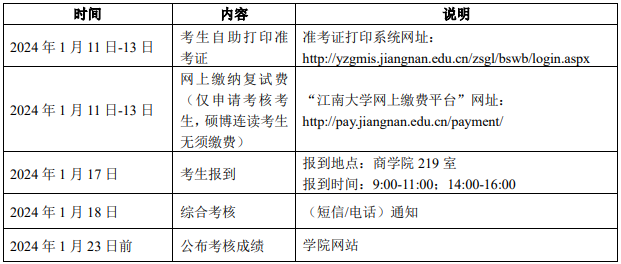 时间 内容 说明
2024 年 1 月 11 日-13 日
考生自助打印准
考证
准考证打印系统网址：
http://yzgmis.jiangnan.edu.cn/zsgl/bswb/login.aspx
2024 年 1 月 11 日-13 日
网上缴纳复试费
（仅申请考核考
生，硕博连读考生
无须缴费）
“江南大学网上缴费平台”网址：
http://pay.jiangnan.edu.cn/payment/
2024 年 1 月 17 日
考生报到
报到地点：商学院 219 室
报到时间：9:00-11:00；14:00-16:00
2024 年 1 月 18 日
综合考核
（短信/电话）通知
2024 年 1 月 23 日前
公布考核成绩
学院网站